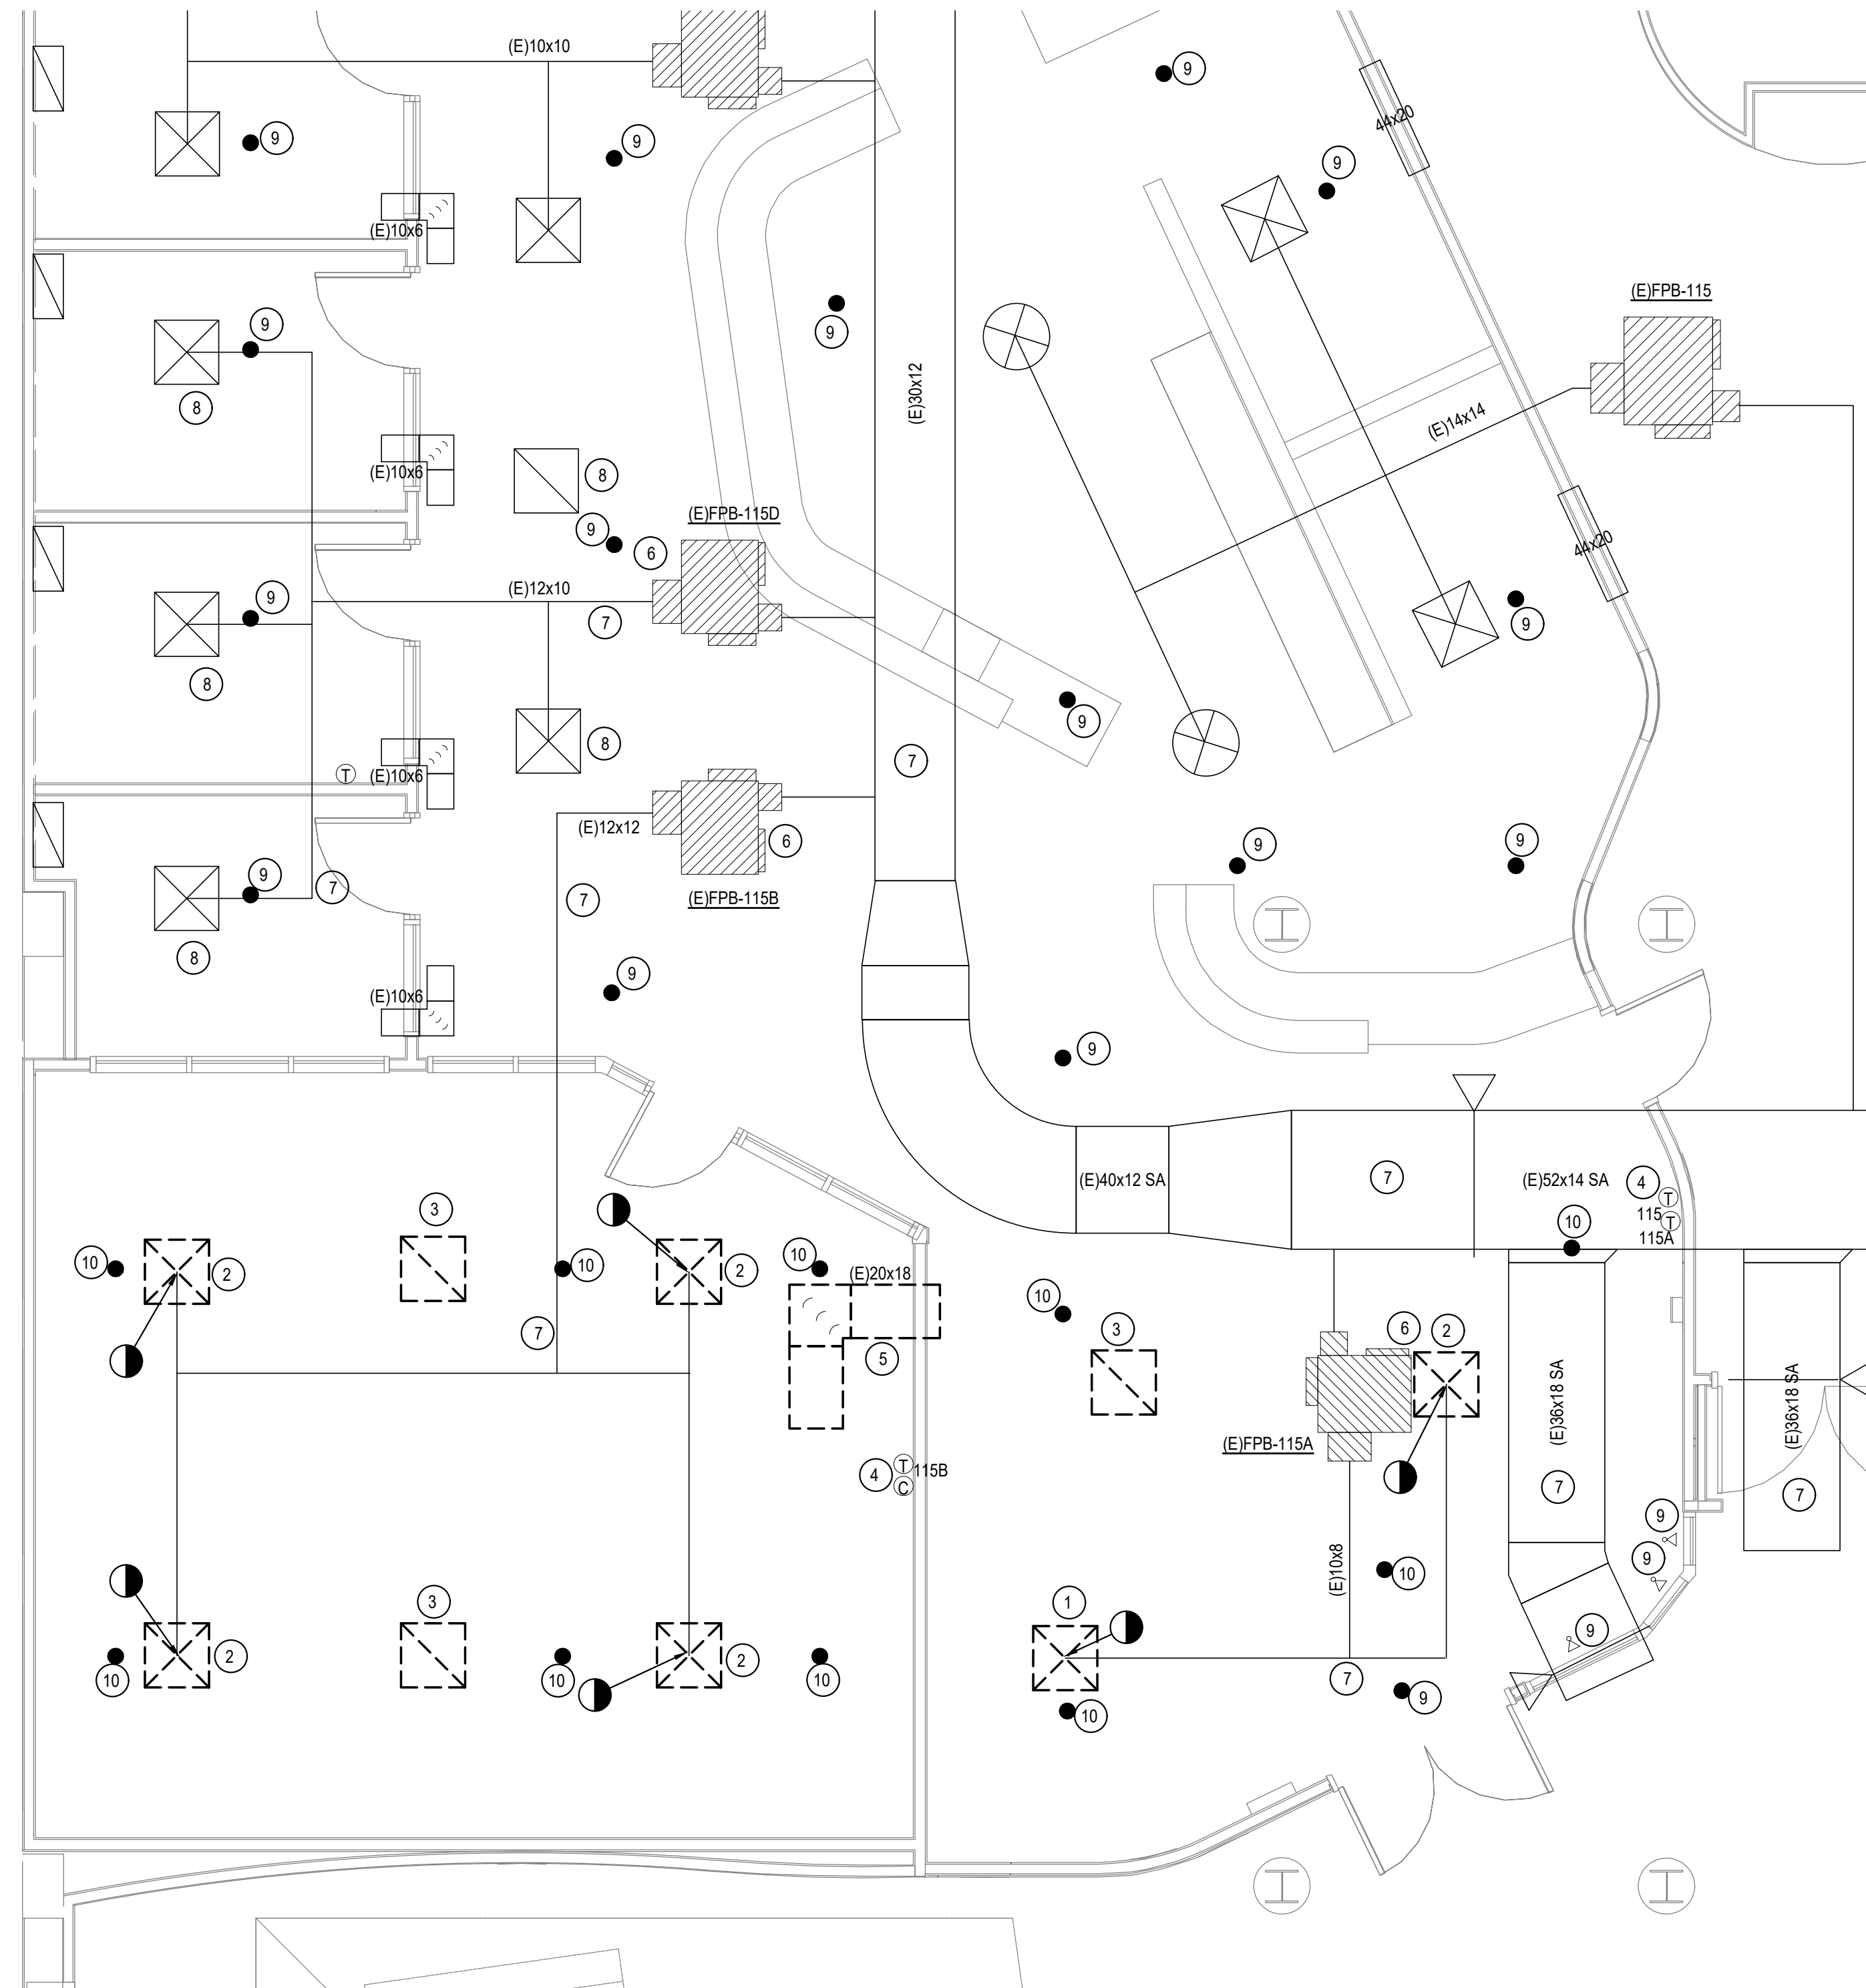 (E)10x10
9
44x20
9
9
9
(E)10x6
(E)FPB-115
9
9
(E)30x12
8
(E)14x14
(E)10x6
8
(E)FPB-115D
9
6
44x20
(E)12x10
9
7
9
8
9
8
7
(E)10x6
T
(E)12x12
6
9
9
9
7
(E)FPB-115B
7
8
9
(E)10x6
9
7
(E)40x12 SA
(E)52x14 SA
4
T
115
T
115A
3
10
10
2
10
2
10
(E)20x18
10
7
5
3
6
2
(E)36x18 SA
(E)36x18 SA
(E)FPB-115A
4
T
115B
C
7
7
9
9
(E)10x8
10
3
1
9
10
2
10
2
10
7
9
10